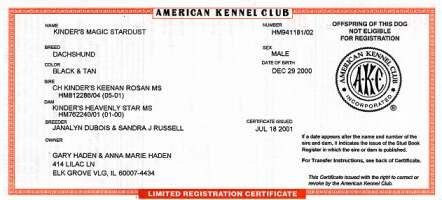 AMERICAN KENNEL CLUB
NAME
KINDER'S MAGIC STARDUST
NUMBER
HM941181/02
OFFSPRING OF THIS DOG
NOT ELIGIBLE
FOR REGISTRATION
BREED
DACHSHUND
SEX
MALE
COLOR
BLACK & TAN
DATE OF BIRTH
DEC 29 2000
SIRE
CH KINDER'S KEENAN ROSAN MS
HM812286/04 (05-01)
DAM
KINDER'S HEAVENLY STAR MS
HM762240/01 (01-00)
BREEDER
JANALYN DUBOIS & SANDRA J RUSSELL
CERTIFICATE ISSUED
JUL 18 2001
OWNER
GARY HADEN & ANNA MARIE HADEN
414 LILAC LN
ELK GROVE VLG, IL 60007-4434
AMERICAN KENNEL CLUB
AKC
INCORPORATED
If a date appears after the name and number of the
sire and dam, it indicates the issue of the Stud Book
Register in which the sire or dam is published.
For Transfer Instructions, see back of Certificate.
This Certificate issued with the right to correct or
revoke by the American Kennel Club.
LIMITED REGISTRATION CERTIFICATE